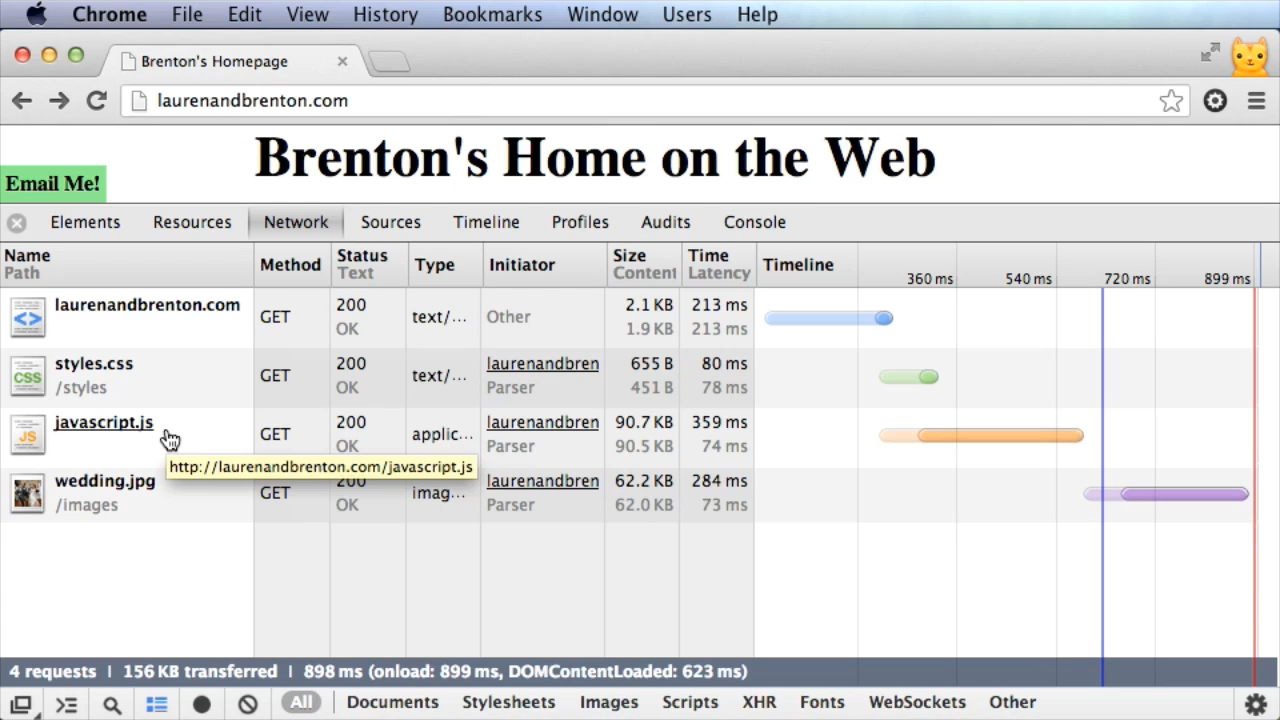 Chrome File Edit View History Bookmarks Window Users Help
Brenton's Homepage
laurenandbrenton.com
Brenton's Home on the Web
Email Me!
Elements Resources Network Sources Timeline Profiles Audits Console
Name Path Method Status Text Type Initiator Size Content Time Latency Timeline 360 ms 540 ms 720 ms 899 ms
laurenandbrenton.com GET 200 OK text/... Other 2.1 KB 1.9 KB 213 ms 213 ms
CSS styles.css /styles GET 200 OK text/... laurenandbren Parser 655 B 451 B 80 ms 78 ms
JS javascript.js GET 200 OK applic... laurenandbren Parser 90.7 KB 90.5 KB 359 ms 74 ms
http://laurenandbrenton.com/javascript.js
wedding.jpg /images GET 200 OK imag... laurenandbren Parser 62.2 KB 62.0 KB 284 ms 73 ms
4 requests | 156 KB transferred | 898 ms (onload: 899 ms, DOMContentLoaded: 623 ms)
All Documents Stylesheets Images Scripts XHR Fonts WebSockets Other